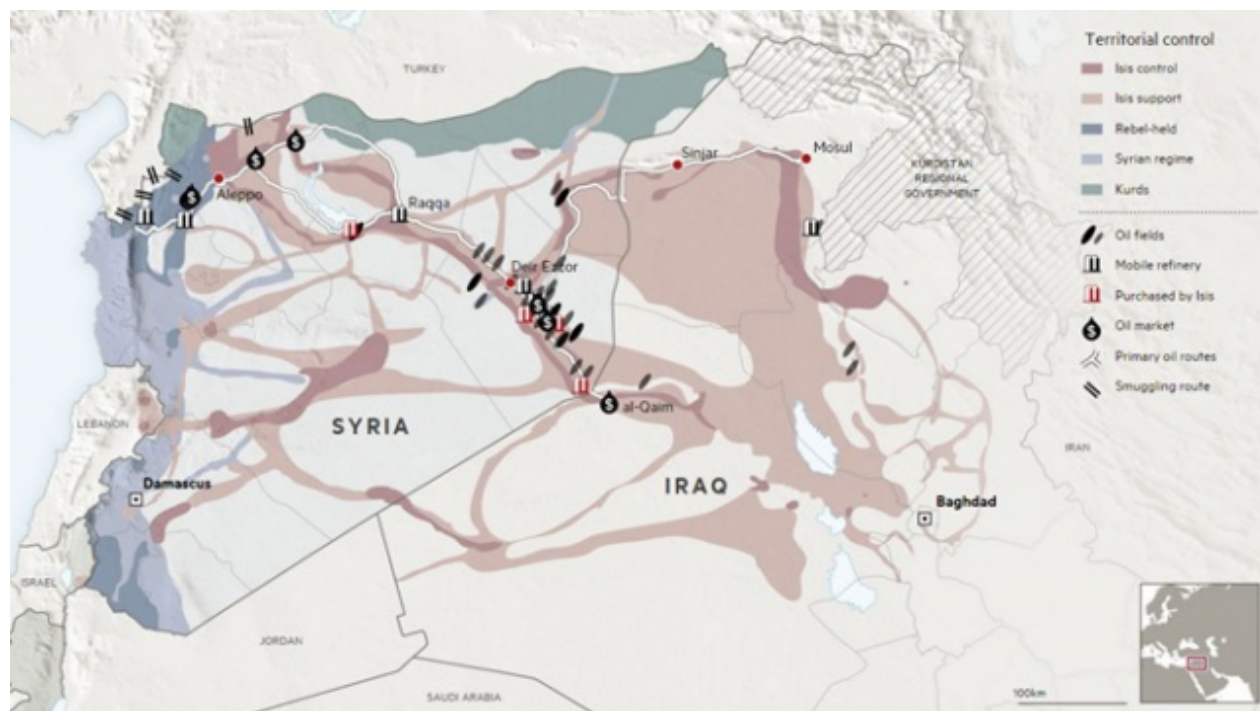 Territorial control
Isis control
Isis support
Rebel-held
Syrian regime
Kurds
Oil fields
Mobile refinery
Purchased by Isis
Oil market
Primary oil routes
Smuggling route
TURKEY
Sinjar
Mosul
KURDISTAN
REGIONAL
GOVERNMENT
Aleppo
Raqqa
Deir Ezzor
al-Qaim
SYRIA
LEBANON
IRAN
Damascus
IRAQ
Baghdad
ISRAEL
JORDAN
SAUDI ARABIA
100km